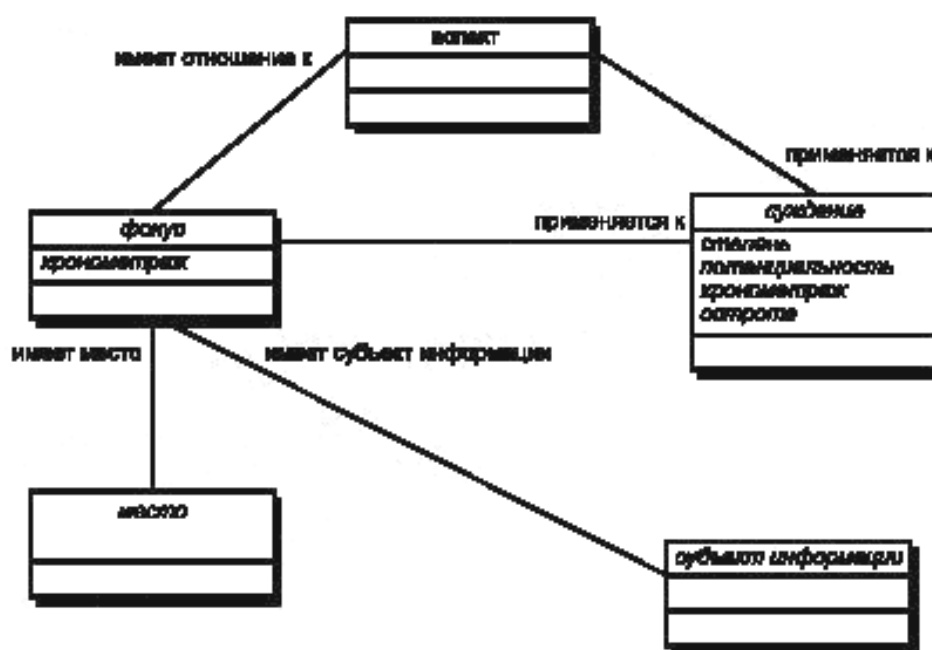 аспект
имеет отношение к
применяется к
фокус
хронометраж
применяется к
суждение
степень
потенциальность
хронометраж
острота
имеет место
имеет субъект информации
место
субъект информации